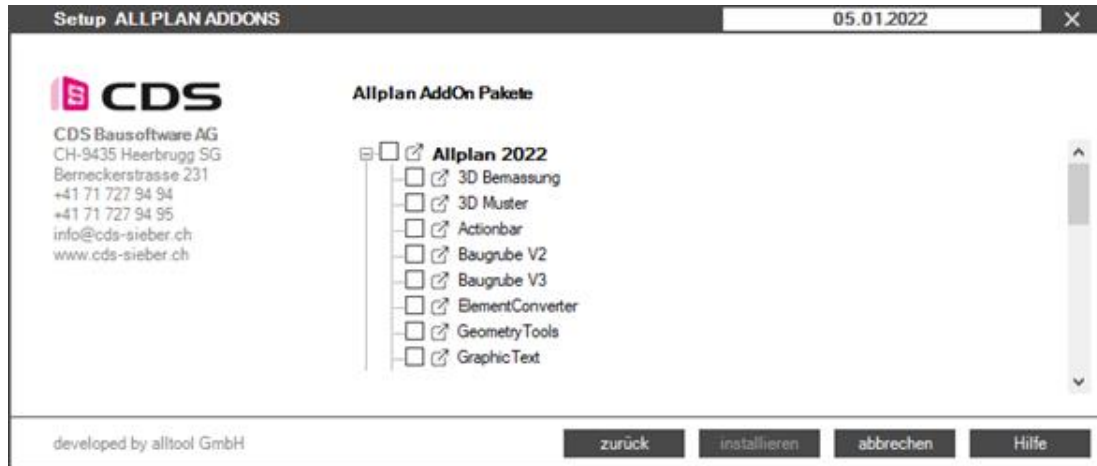 Setup ALLPLAN ADDONS
05.01.2022
CDS
CDS Bausoftware AG
CH-9435 Heerbrugg SG
Berneckerstrasse 231
+41 71 727 94 94
+41 71 727 94 95
info@cds-sieber.ch
www.cds-sieber.ch
Allplan AddOn Pakete
Allplan 2022
3D Bemassung
3D Muster
Actionbar
Baugrube V2
Baugrube V3
ElementConverter
GeometryTools
GraphicText
developed by alltool GmbH
zurück
installieren
abbrechen
Hilfe